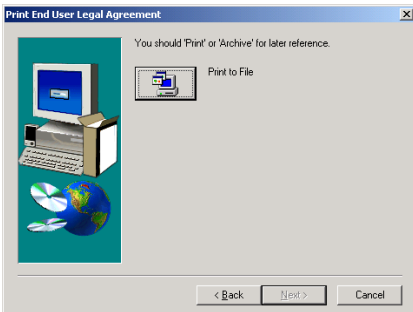 Print End User Legal Agreement
You should 'Print' or 'Archive' for later reference.
Print to File
< Back
Next >
Cancel